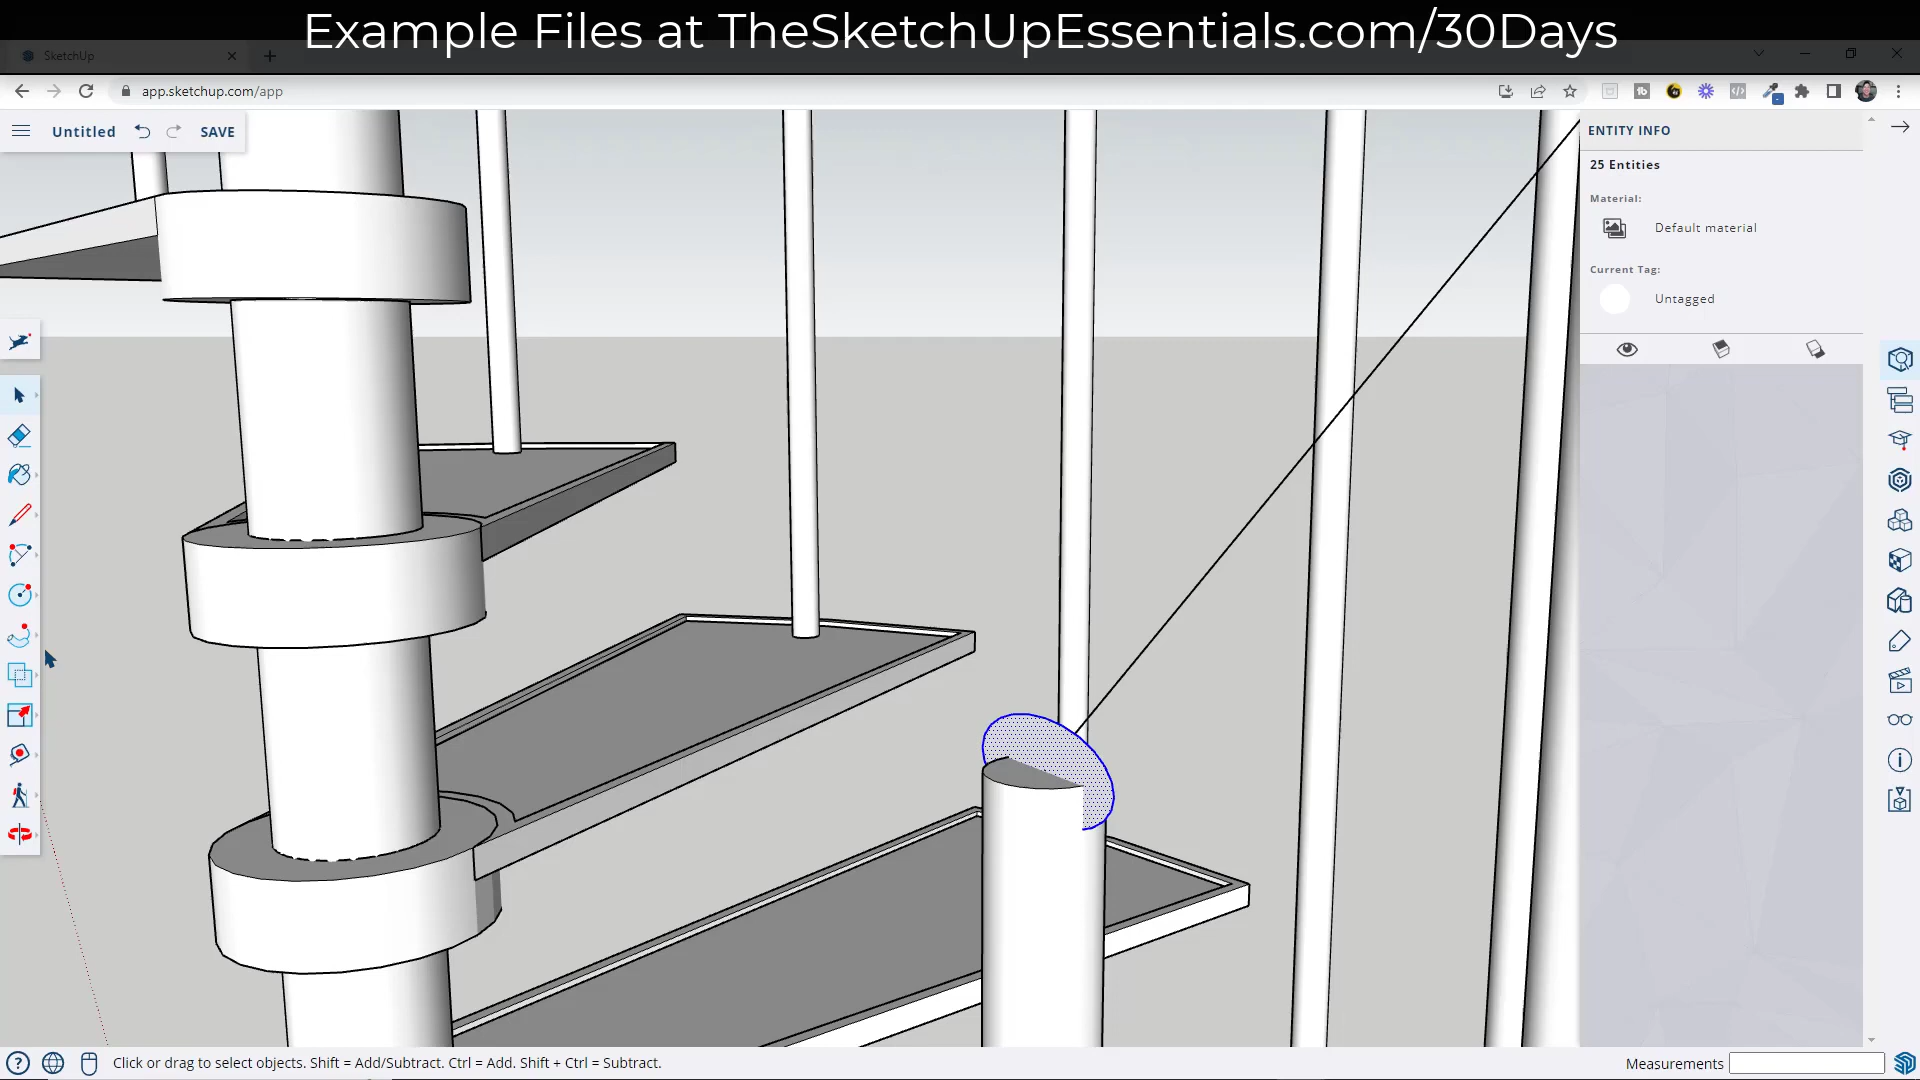 Example Files at TheSketchUpEssentials.com/30Days
SketchUp
app.sketchup.com/app
Untitled
SAVE
ENTITY INFO
25 Entities
Material:
Default material
Current Tag:
Untagged
Click or drag to select objects. Shift = Add/Subtract. Ctrl = Add. Shift + Ctrl = Subtract.
Measurements